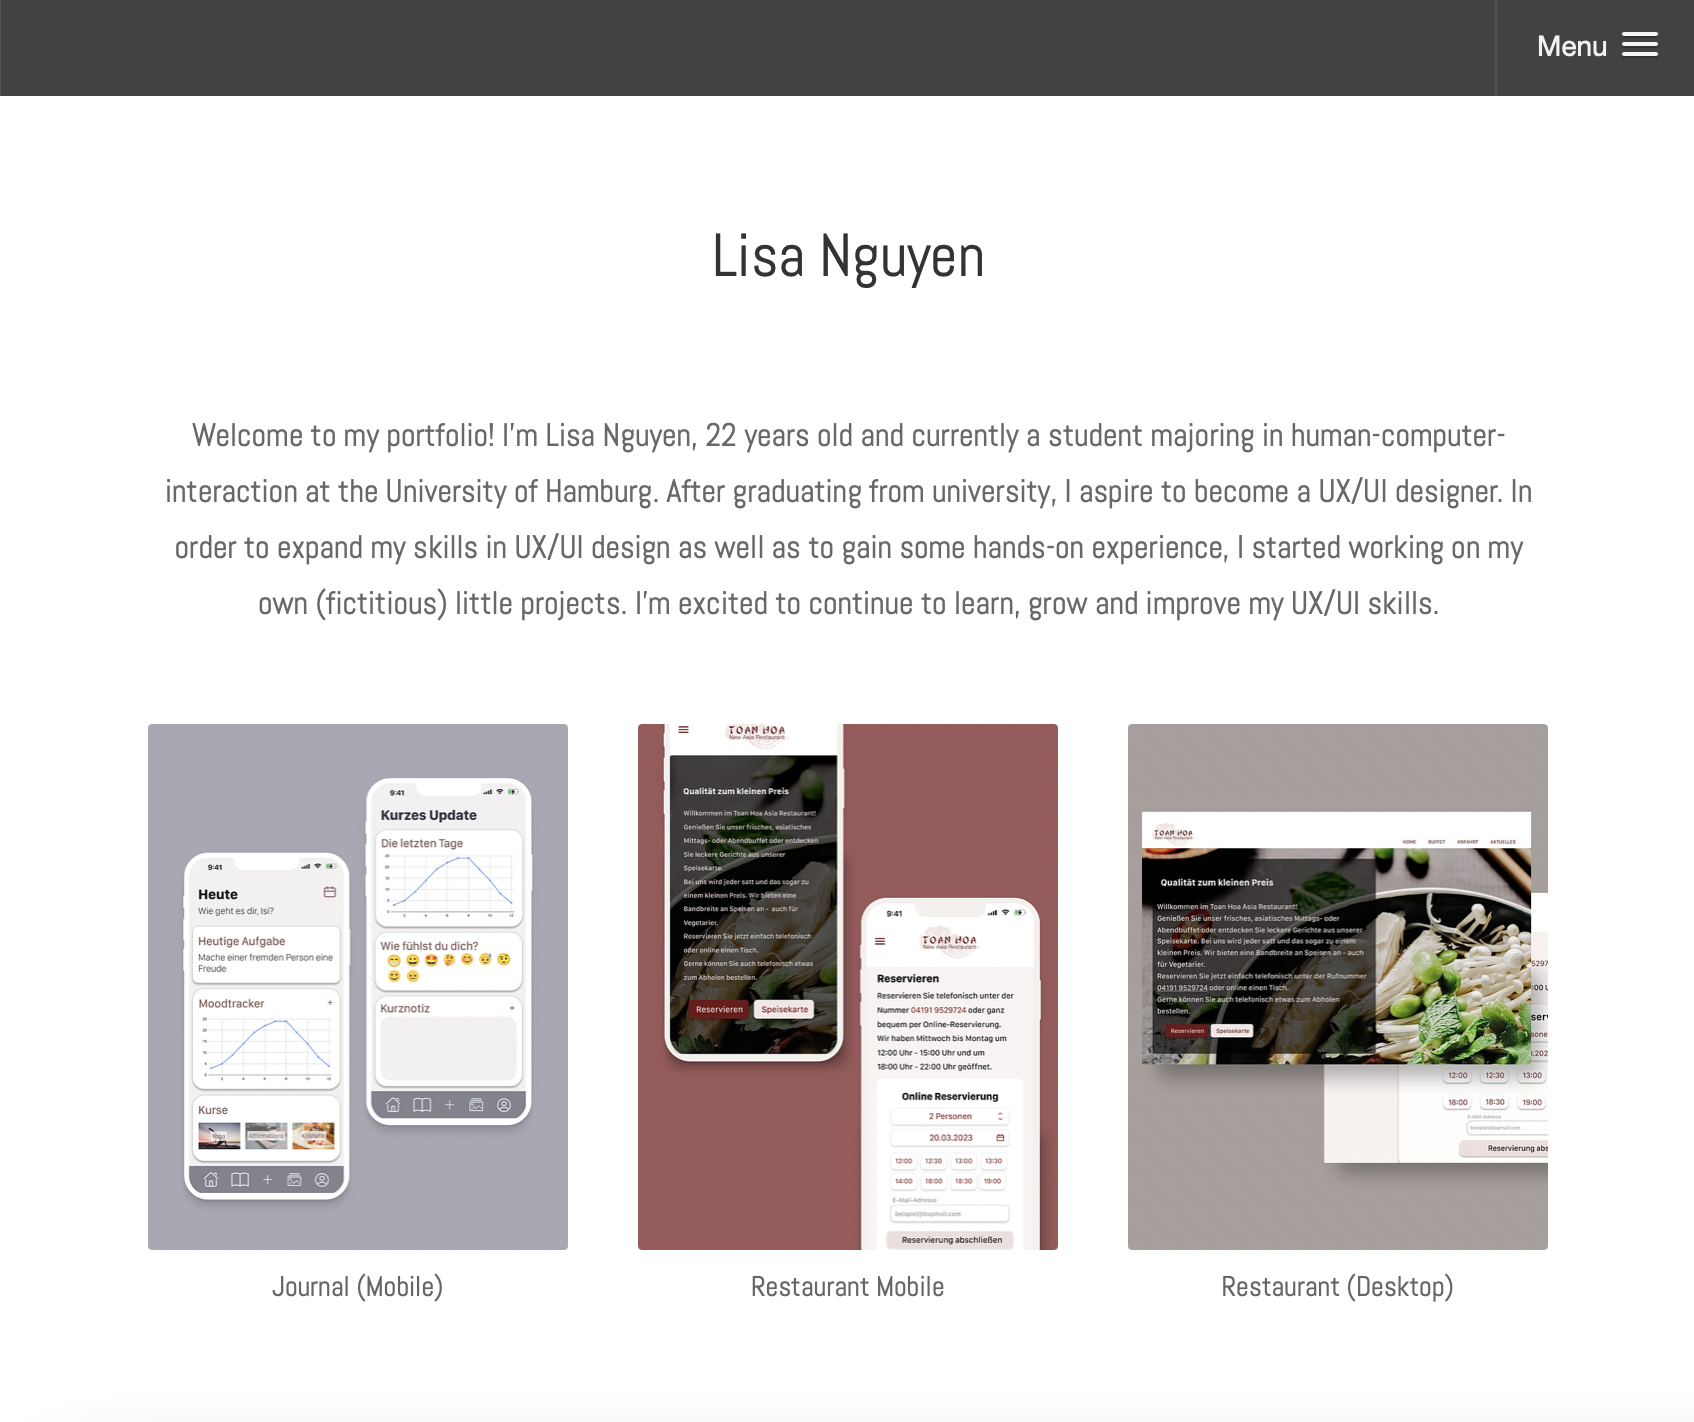 Menu
Lisa Nguyen
Welcome to my portfolio! I'm Lisa Nguyen, 22 years old and currently a student majoring in human-computer-
interaction at the University of Hamburg. After graduating from university, I aspire to become a UX/UI designer. In
order to expand my skills in UX/UI design as well as to gain some hands-on experience, I started working on my
own (fictitious) little projects. I'm excited to continue to learn, grow and improve my UX/UI skills.
9:41
Heute
Wie geht es dir, Isi?
Heutige Aufgabe
Mache einer fremden Person eine
Freude
Moodtracker +
Kurse
Yoga Affirmations Kristalle
9:41
Kurzes Update
Die letzten Tage
Wie fühlst du dich?
Kurznotiz +
Journal (Mobile)
TOAN HOA
New Asia Restaurant
Qualität zum kleinen Preis
Willkommen im Toan Hoa Asia Restaurant!
Genießen Sie unser frisches, asiatisches
Mittags- oder Abendbuffet oder entdecken
Sie leckere Gerichte aus unserer
Speisekarte.
Bei uns wird jeder satt und das sogar zu
einem kleinen Preis. Wir bieten eine
Bandbreite an Speisen an - auch für
Vegetarier.
Reservieren Sie jetzt einfach telefonisch
oder online einen Tisch.
Gerne können Sie auch telefonisch etwas
zum Abholen bestellen.
Reservieren Speisekarte
9:41
TOAN HOA
New Asia Restaurant
Reservieren
Reservieren Sie telefonisch unter der
Nummer 04191 9529724 oder ganz
bequem per Online-Reservierung.
Wir haben Mittwoch bis Montag um
12:00 Uhr - 15:00 Uhr und um
18:00 Uhr - 22:00 Uhr geöffnet.
Online Reservierung
2 Personen
20.03.2023
12:00 12:30 13:00 13:30
14:00 18:00 18:30 19:00
E-Mail-Adresse
beispiel@bspmail.com
Reservierung abschließen
Restaurant Mobile
TOAN HOA
New Asia Restaurant
HOME BUFFET ANFAHRT AKTUELLES
Qualität zum kleinen Preis
Willkommen im Toan Hoa Asia Restaurant!
Genießen Sie unser frisches, asiatisches Mittags- oder
Abendbuffet oder entdecken Sie leckere Gerichte aus unserer
Speisekarte. Bei uns wird jeder satt und das sogar zu einem
kleinen Preis. Wir bieten eine Bandbreite an Speisen an - auch
für Vegetarier.
Reservieren Sie jetzt einfach telefonisch unter der Rufnummer
04191 9529724 oder online einen Tisch.
Gerne können Sie auch telefonisch etwas zum Abholen
bestellen.
Reservieren Speisekarte
12:00 12:30 13:00
18:00 18:30 19:00
E-Mail-Adresse
beispiel@bspmail.com
Reservierung abs
Restaurant (Desktop)